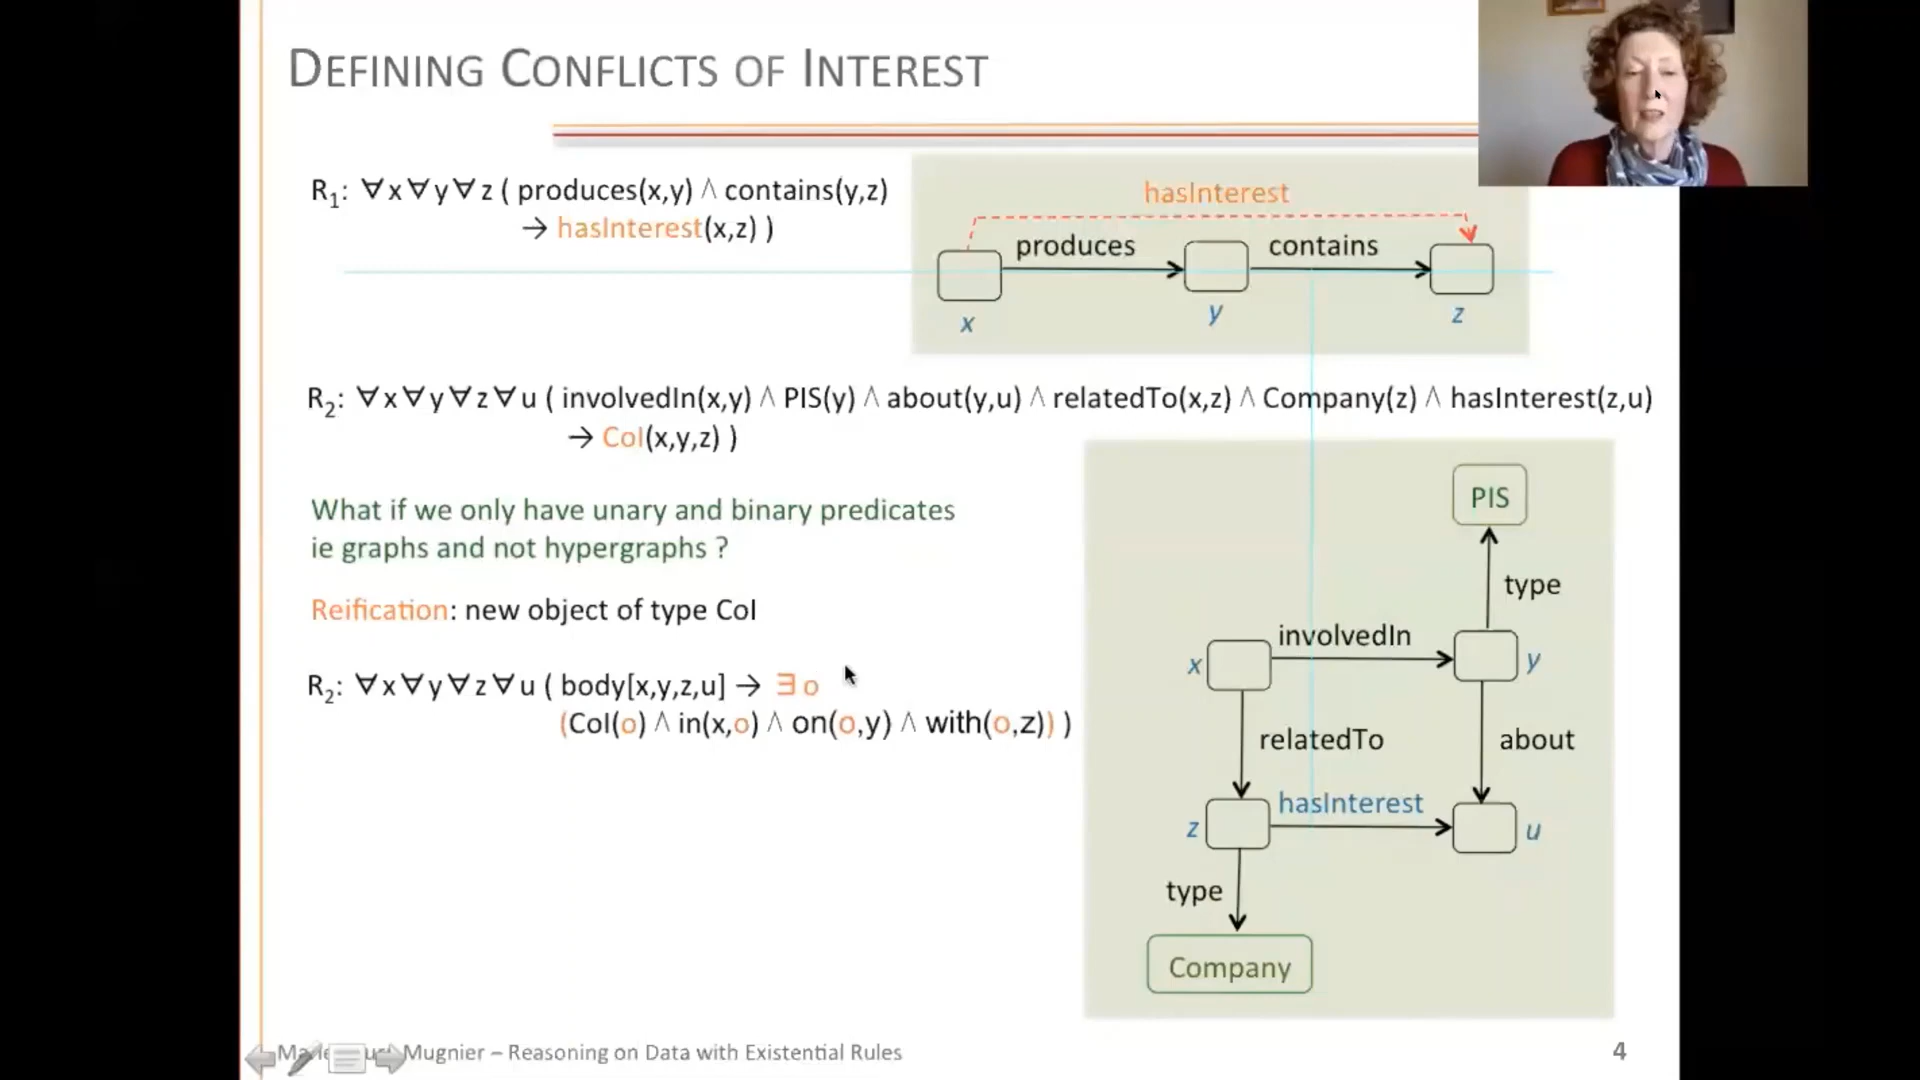 DEFINING CONFLICTS OF INTEREST
R1: ∀x∀y∀z ( produces(x,y) ∧ contains(y,z)
→ hasInterest(x,z) )
hasInterest
produces
contains
x
y
z
R2: ∀x∀y∀z∀u ( involvedIn(x,y) ∧ PIS(y) ∧ about(y,u) ∧ relatedTo(x,z) ∧ Company(z) ∧ hasInterest(z,u)
→ CoI(x,y,z) )
What if we only have unary and binary predicates
ie graphs and not hypergraphs ?
Reification: new object of type CoI
R2: ∀x∀y∀z∀u ( body[x,y,z,u] → ∃o
(CoI(o) ∧ in(x,o) ∧ on(o,y) ∧ with(o,z)) )
PIS
type
involvedIn
x
y
relatedTo
about
hasInterest
z
u
type
Company
Mugnier – Reasoning on Data with Existential Rules
4